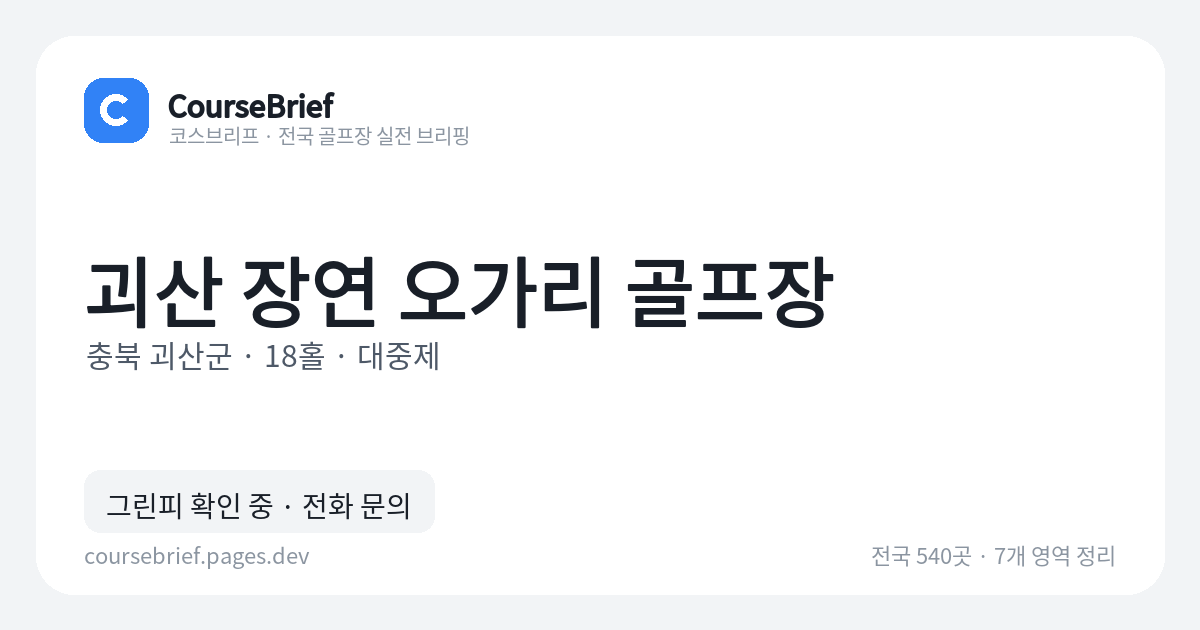 CourseBrief
코스브리프 · 전국 골프장 실전 브리핑
괴산 장연 오가리 골프장
충북 괴산군 · 18홀 · 대중제
그린피 확인 중 · 전화 문의
coursebrief.pages.dev
전국 540곳 · 7개 영역 정리